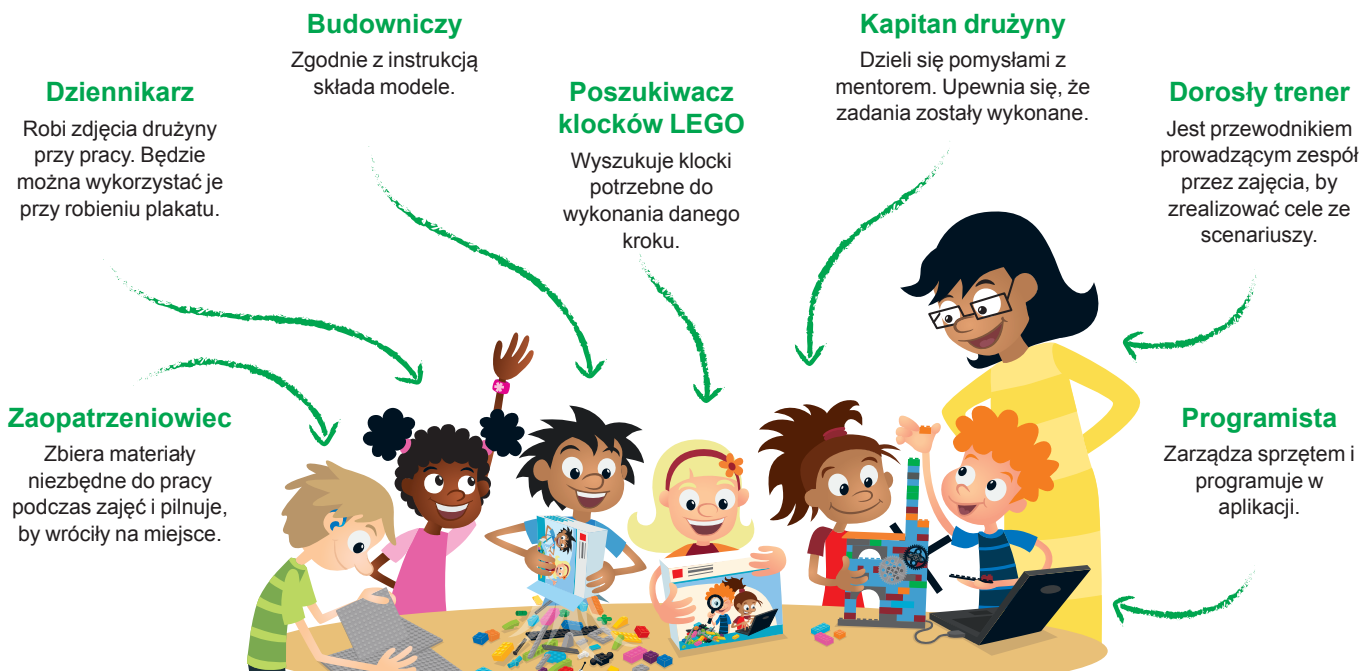 Dziennikarz
Robi zdjęcia drużyny
przy pracy. Będzie
można wykorzystać je
przy robieniu plakatu.
Budowniczy
Zgodnie z instrukcją
składa modele.
Poszukiwacz
klocków LEGO
Wyszukuje klocki
potrzebne do
wykonania danego
kroku.
Kapitan drużyny
Dzieli się pomysłami z
mentorem. Upewnia się, że
zadania zostały wykonane.
Dorosły trener
Jest przewodnikiem
prowadzącym zespół
przez zajęcia, by
zrealizować cele ze
scenariuszy.
Zaopatrzeniowiec
Zbiera materiały
niezbędne do pracy
podczas zajęć i pilnuje,
by wróciły na miejsce.
Programista
Zarządza sprzętem i
programuje w
aplikacji.